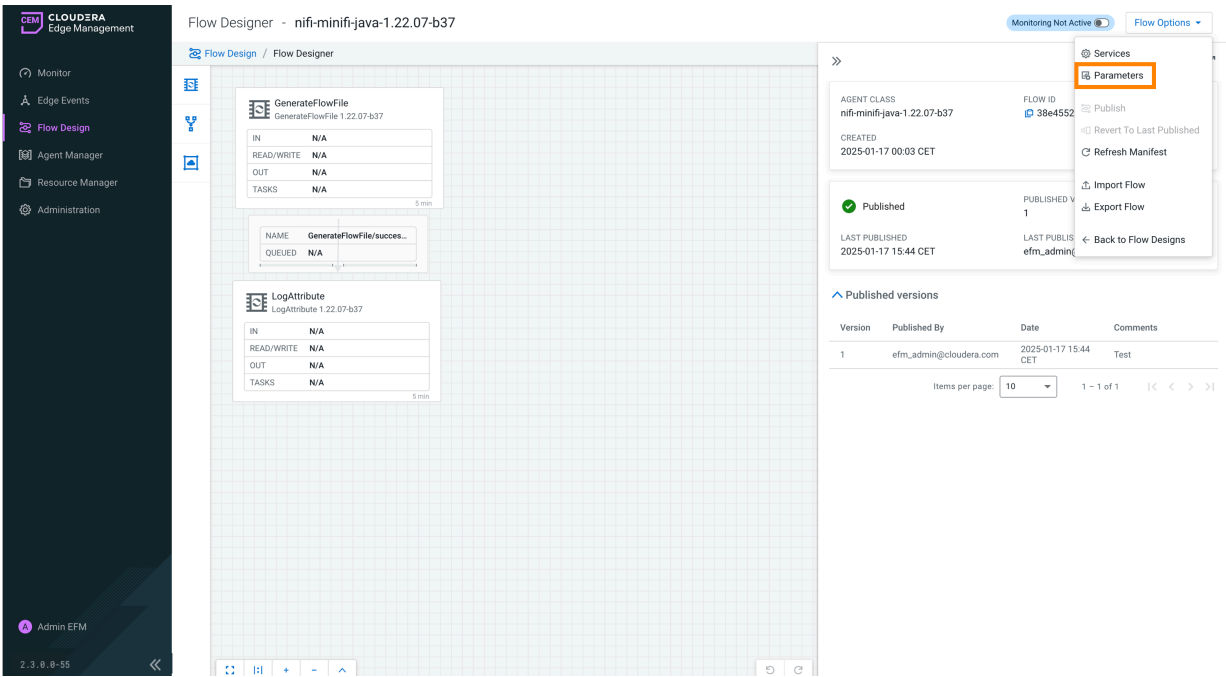 CEM CLOUDERA
Edge Management
Monitor
Edge Events
Flow Design
Agent Manager
Resource Manager
Administration
A Admin EFM
2.3.0.0-55
Flow Designer - nifi-minifi-java-1.22.07-b37
Monitoring Not Active
Flow Options
Flow Design / Flow Designer
GenerateFlowFile
GenerateFlowFile 1.22.07-b37
IN N/A
READ/WRITE N/A
OUT N/A
TASKS N/A
5 min
NAME GenerateFlowFile/succes...
QUEUED N/A
LogAttribute
LogAttribute 1.22.07-b37
IN N/A
READ/WRITE N/A
OUT N/A
TASKS N/A
5 min
AGENT CLASS
nifi-minifi-java-1.22.07-b37
FLOW ID
38e4552
CREATED
2025-01-17 00:03 CET
Published
PUBLISHED V
1
LAST PUBLISHED
2025-01-17 15:44 CET
LAST PUBLIS
efm_admin@
Services
Parameters
Publish
Revert To Last Published
Refresh Manifest
Import Flow
Export Flow
Back to Flow Designs
Published versions
Version Published By Date Comments
1 efm_admin@cloudera.com 2025-01-17 15:44 CET Test
Items per page: 10 1 – 1 of 1